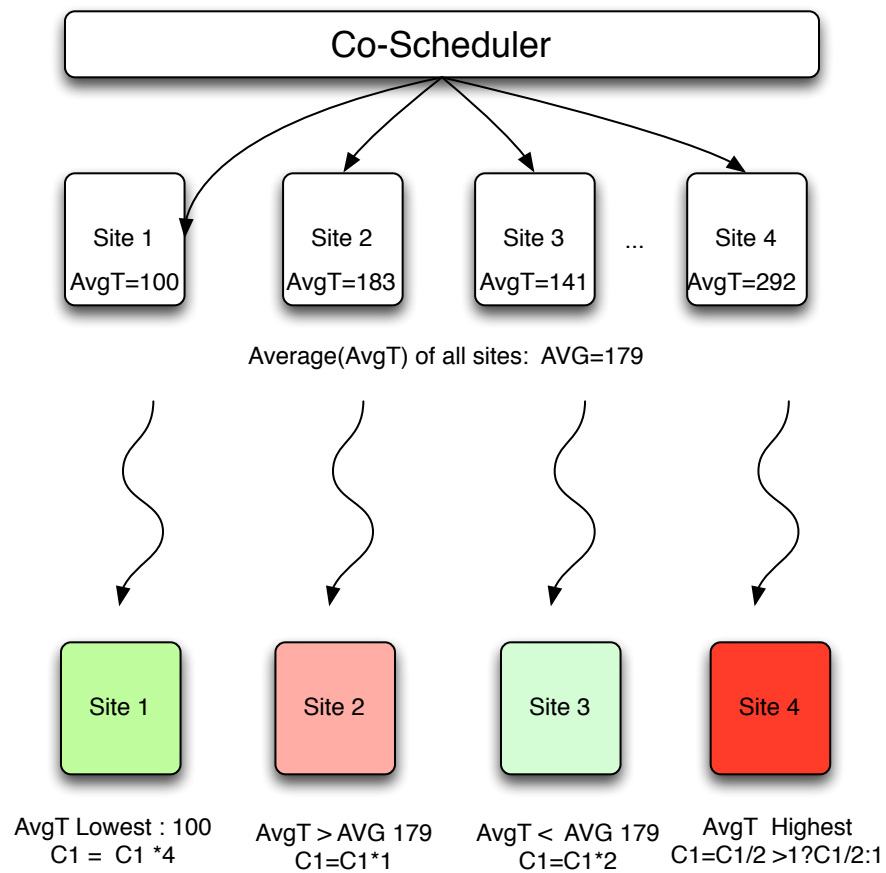 Co-Scheduler
Site 1
AvgT=100
Site 2
AvgT=183
Site 3
AvgT=141
...
Site 4
AvgT=292
Average(AvgT) of all sites: AVG=179
Site 1
Site 2
Site 3
Site 4
AvgT Lowest : 100
C1 = C1 *4
AvgT > AVG 179
C1=C1*1
AvgT < AVG 179
C1=C1*2
AvgT Highest
C1=C1/2 >1?C1/2:1